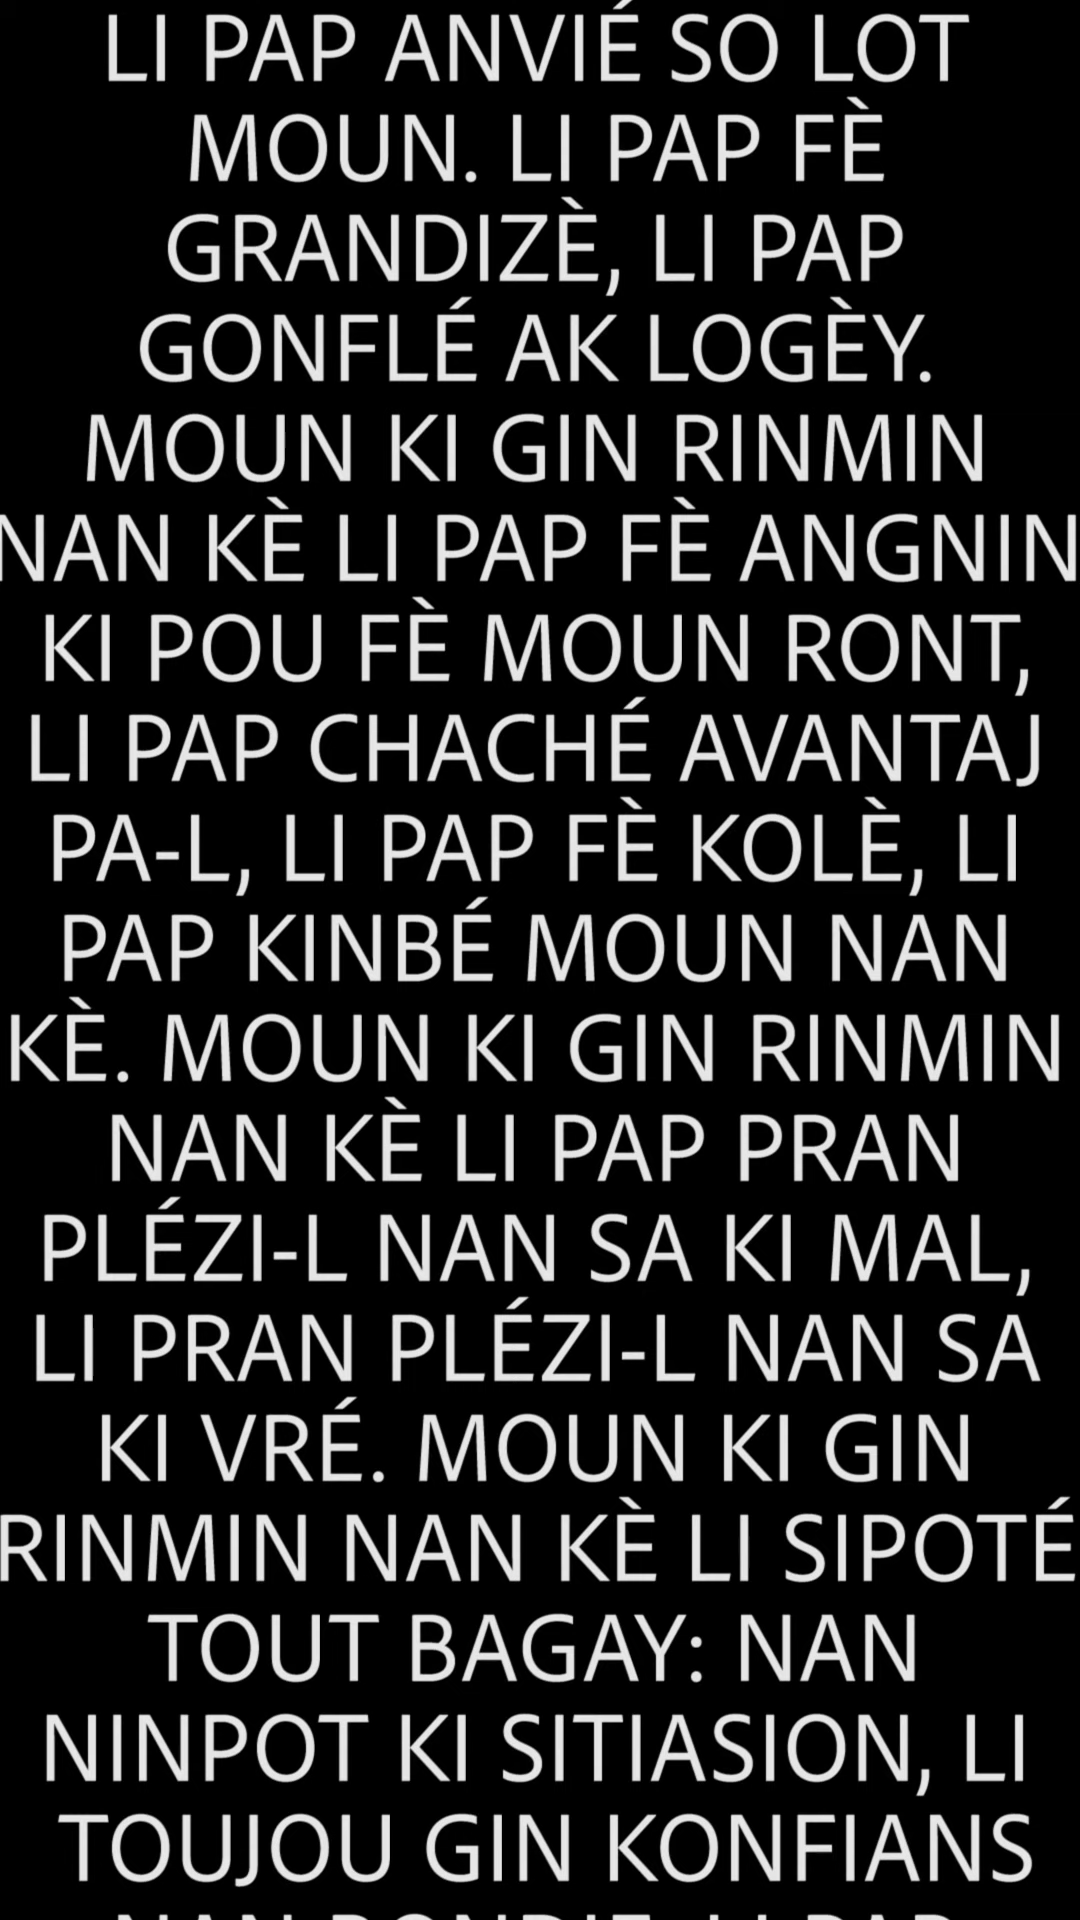 LI PAP ANVIÉ SO LOT
MOUN. LI PAP FÈ
GRANDIZÈ, LI PAP
GONFLÉ AK LOGÈY.
MOUN KI GIN RINMIN
NAN KÈ LI PAP FÈ ANGNIN
KI POU FÈ MOUN RONT,
LI PAP CHACHÉ AVANTAJ
PA-L, LI PAP FÈ KOLÈ, LI
PAP KINBÉ MOUN NAN
KÈ. MOUN KI GIN RINMIN
NAN KÈ LI PAP PRAN
PLÉZI-L NAN SA KI MAL,
LI PRAN PLÉZI-L NAN SA
KI VRÉ. MOUN KI GIN
RINMIN NAN KÈ LI SIPOTÉ
TOUT BAGAY: NAN
NINPOT KI SITIASION, LI
TOUJOU GIN KONFIANS